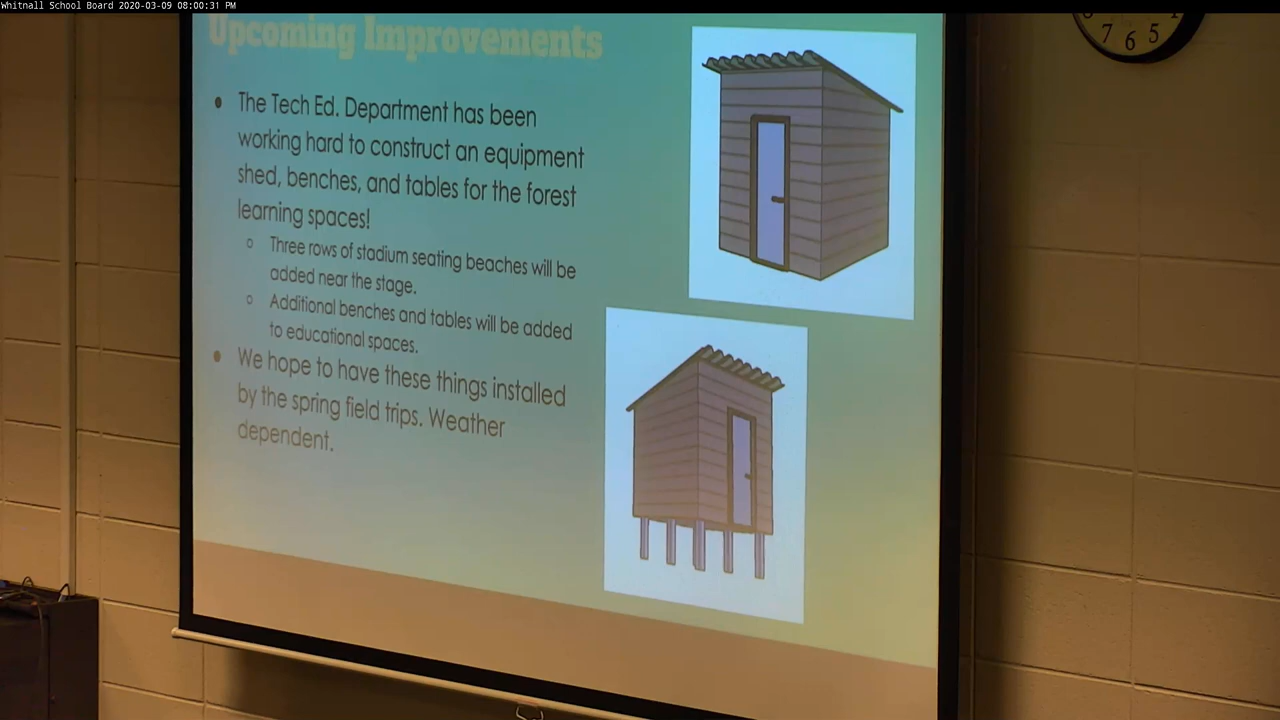 Whitnall School Board 2020-03-09 08:00:31 PM
Upcoming Improvements
The Tech Ed. Department has been
working hard to construct an equipment
shed, benches, and tables for the forest
learning spaces!
Three rows of stadium seating beaches will be
added near the stage.
Additional benches and tables will be added
to educational spaces.
We hope to have these things installed
by the spring field trips. Weather
dependent.
7 6 5